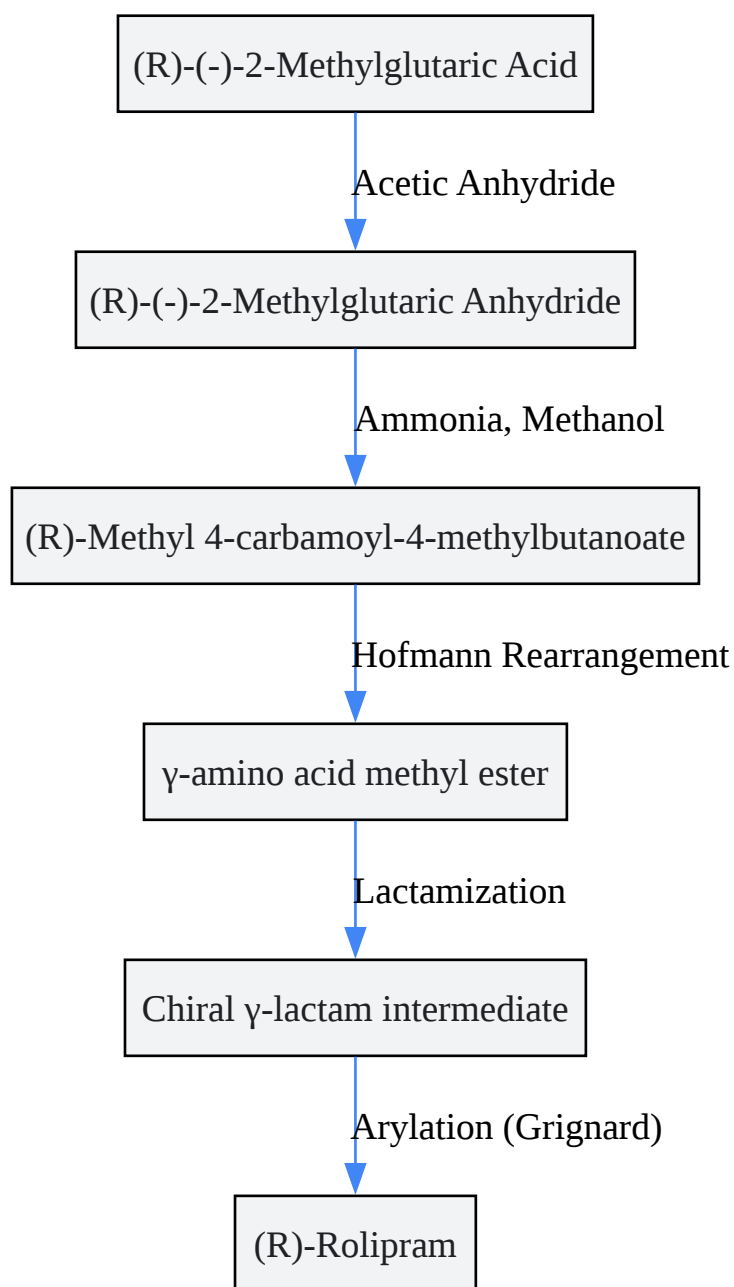 (R)-(-)-2-Methylglutaric Acid
Acetic Anhydride
(R)-(-)-2-Methylglutaric Anhydride
Ammonia, Methanol
(R)-Methyl 4-carbamoyl-4-methylbutanoate
Hofmann Rearrangement
γ-amino acid methyl ester
Lactamization
Chiral γ-lactam intermediate
Arylation (Grignard)
(R)-Rolipram